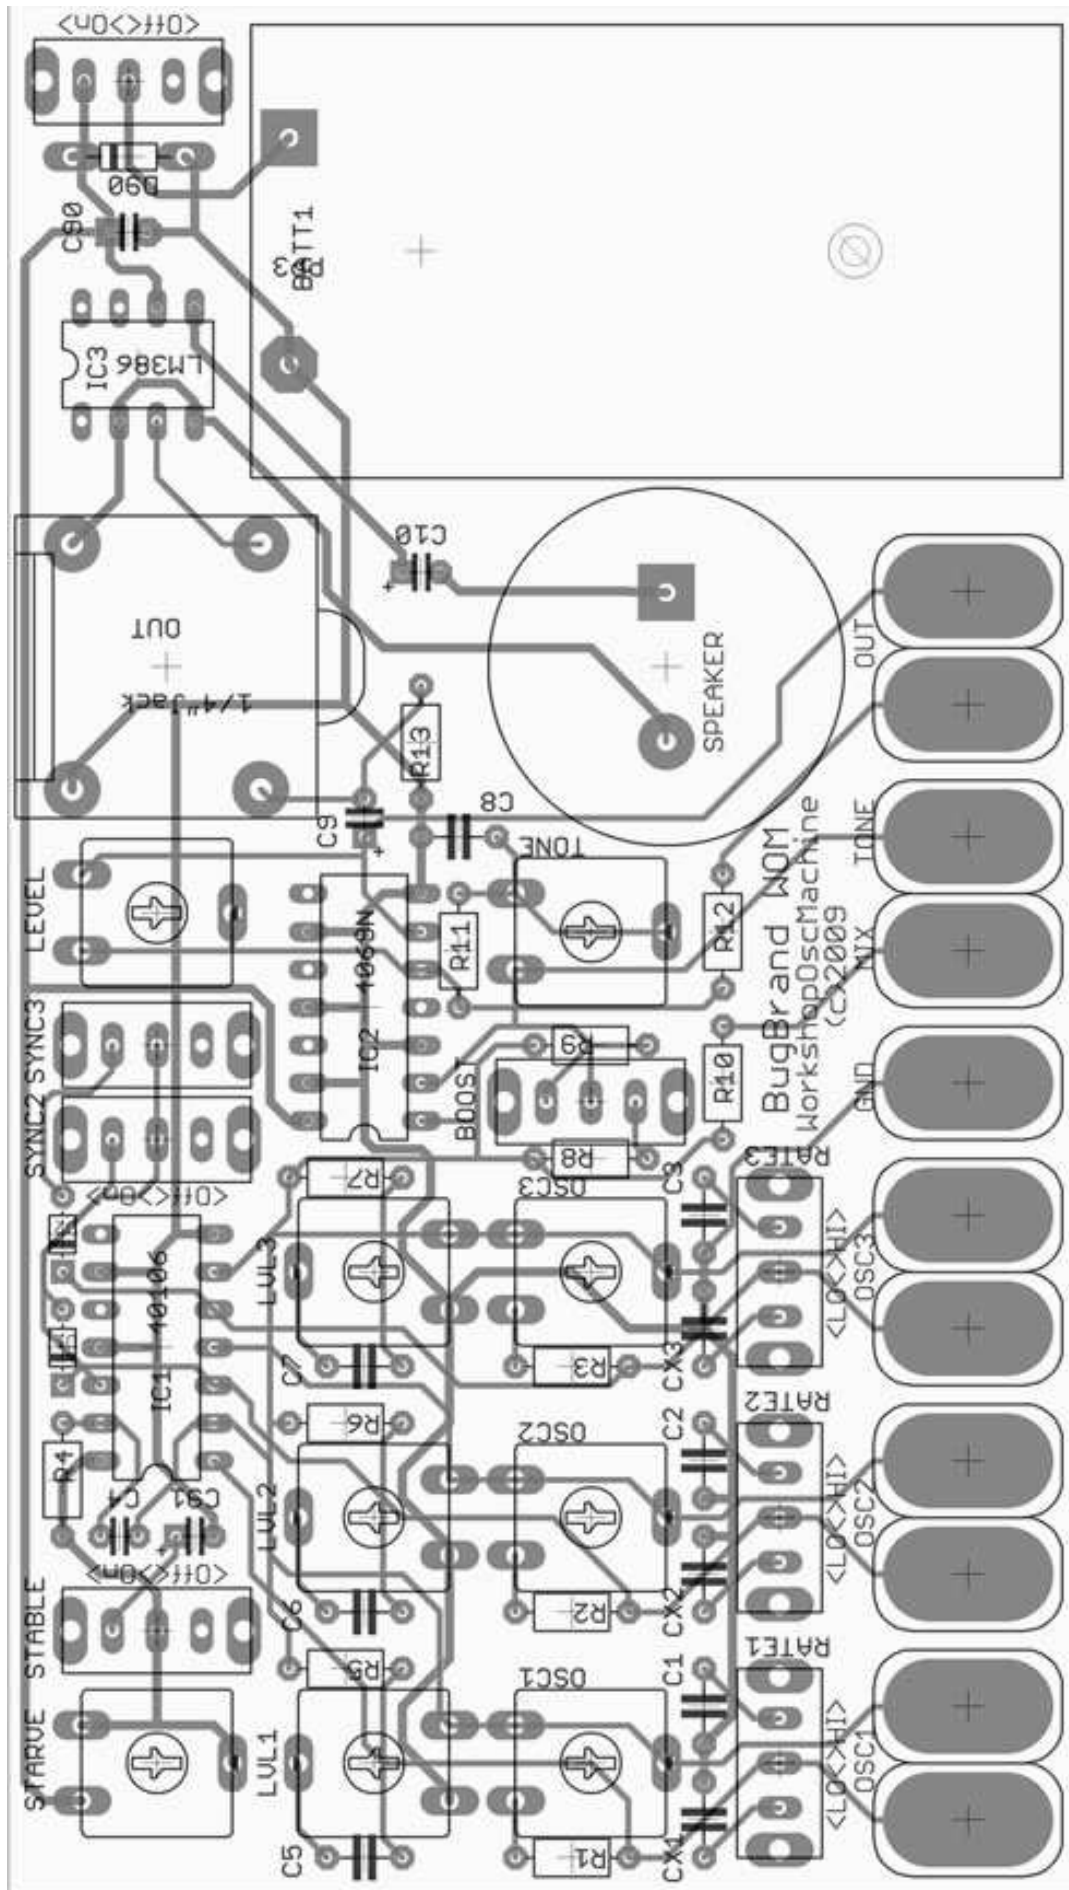 <Off><On>
D90
C90
BATT1
IC3
LM386
C10
+
OUT
1/4"Jack
SPEAKER
OUT
R13
C9
+
C8
TONE
TONE
LEVEL
4069N
IC2
R11
R12
BugBrand WOM
WorkshopOscMachine
(c)2009
MIX
SYNC3
SYNC2
<Off><On>
BOOST
R9
R10
GND
R8
R7
C3
RATE3
OSC3
LVL3
40106
IC1
<LO><HI>
OSC3
C7
R3
CX3
R6
OSC2
C2
RATE2
R4
C4
C91
+
LVL2
<LO><HI>
OSC2
<Off><On>
STABLE
C6
R2
CX2
R5
OSC1
C1
RATE1
STARVE
LVL1
<LO><HI>
OSC1
C5
R1
CX1